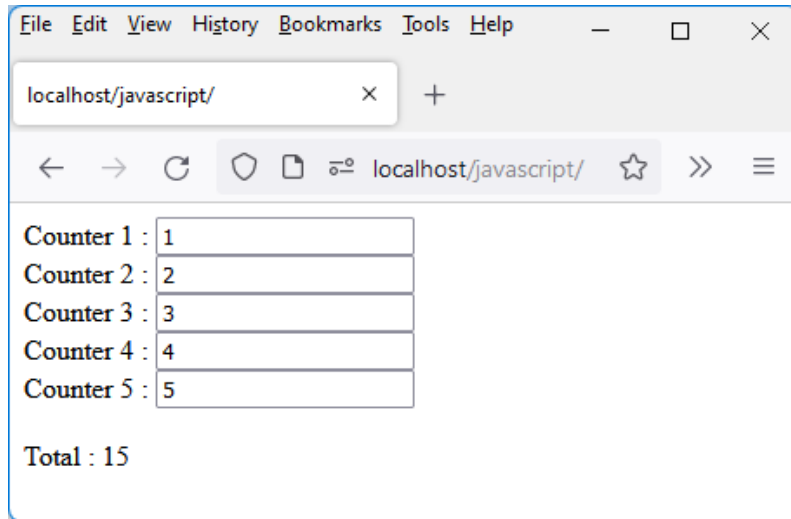 File Edit View History Bookmarks Tools Help
localhost/javascript/
localhost/javascript/
Counter 1 : 1
Counter 2 : 2
Counter 3 : 3
Counter 4 : 4
Counter 5 : 5
Total : 15